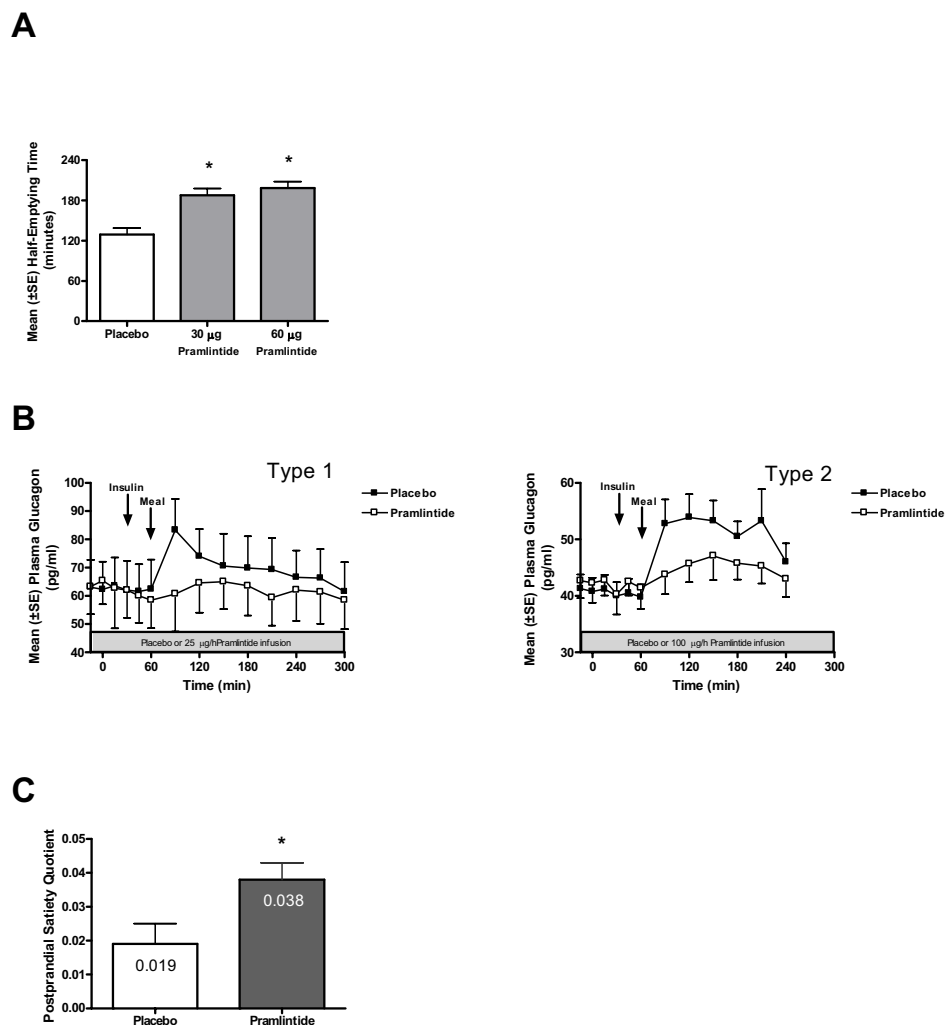 A
Mean (±SE) Half-Emptying Time
(minutes)
240
180
120
60
0
*
*
Placebo
30 µg
Pramlintide
60 µg
Pramlintide
B
Type 1
Mean (±SE) Plasma Glucagon
(pg/ml)
100
90
80
70
60
50
40
Insulin
Meal
Placebo
Pramlintide
Placebo or 25 µg/hPramlintide infusion
0
60
120
180
240
300
Time (min)
Type 2
Mean (±SE) Plasma Glucagon
(pg/ml)
60
50
40
30
Insulin
Meal
Placebo
Pramlintide
Placebo or 100 µg/h Pramlintide infusion
0
60
120
180
240
300
Time (min)
C
Postprandial Satiety Quotient
0.05
0.04
0.03
0.02
0.01
0.00
*
0.019
0.038
Placebo
Pramlintide